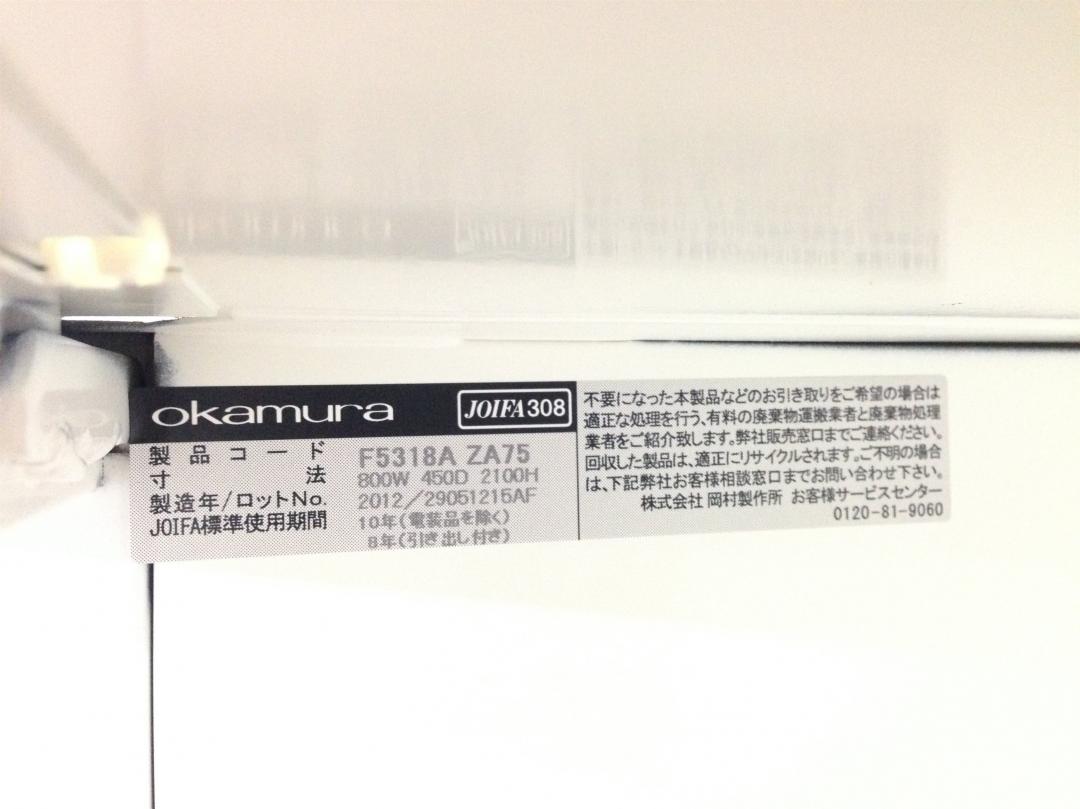 okamura JOIFA308
製品コード F5318A ZA75
寸法 800W 450D 2100H
製造年/ロットNo. 2012/29051215AF
JOIFA標準使用期間 10年(電装品を除く)
8年(引き出し付き)
不要になった本製品などのお引き取りをご希望の場合は
適正な処理を行う、有料の廃棄物運搬業者と廃棄物処理
業者をご紹介致します。弊社販売窓口までご連絡ください。
回収した製品は、適正にリサイクルされます。ご不明の場合
は、下記弊社お客様相談窓口までお問い合わせ下さい。
株式会社 岡村製作所 お客様サービスセンター
0120-81-9060